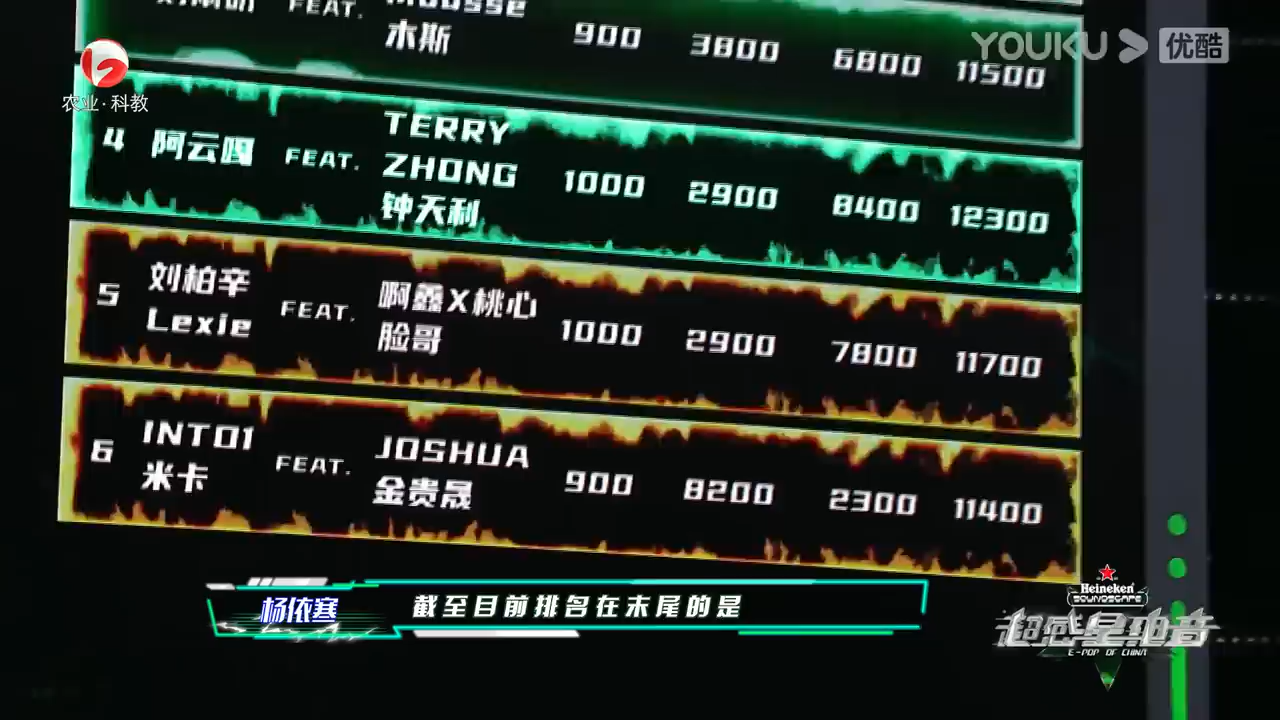 FEAT.
木斯
900 3800 6800 11500
YOUKU 优酷
农业·科教
4 阿云嘎 FEAT. TERRY
ZHONG
钟天利
1000 2900 8400 12300
5 刘柏辛
Lexie
FEAT. 啊鑫X桃心
脸哥
1000 2900 7800 11700
6 INTO1
米卡
FEAT. JOSHUA
金贵晟
900 8200 2300 11400
杨依寒 截至目前排名在末尾的是
Heineken
SOUNDSCAPE
超感星电音
E-POP OF CHINA